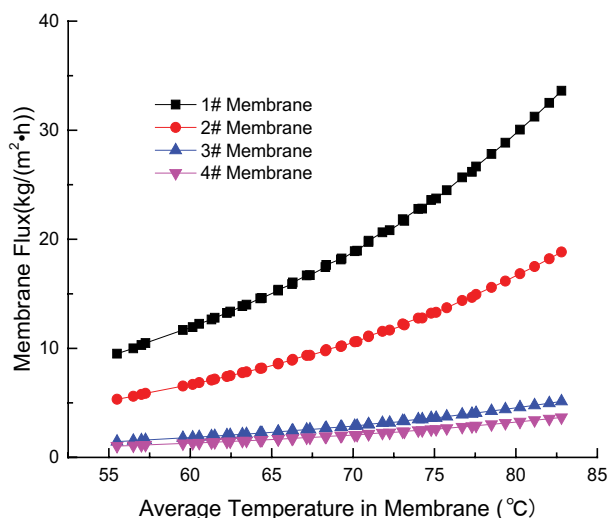 40
30
20
10
0
Membrane Flux(kg/(m²•h))
1# Membrane
2# Membrane
3# Membrane
4# Membrane
55 60 65 70 75 80 85
Average Temperature in Membrane (℃)